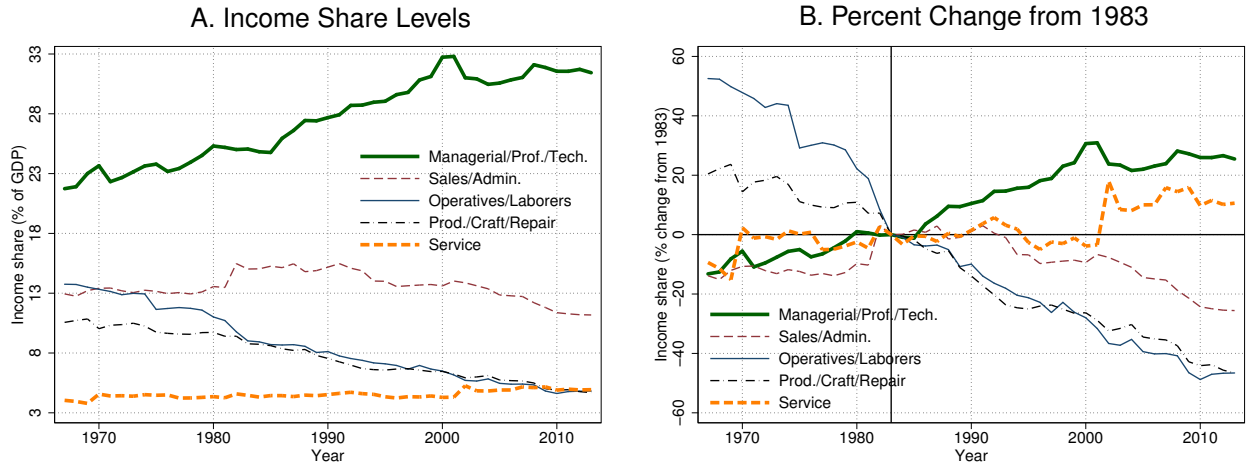 A. Income Share Levels
Income share (% of GDP)
33
28
23
18
13
8
3
Managerial/Prof./Tech.
Sales/Admin.
Operatives/Laborers
Prod./Craft/Repair
Service
1970 1980 1990 2000 2010
Year
B. Percent Change from 1983
Income share (% change from 1983)
60
40
20
0
−20
−40
−60
Managerial/Prof./Tech.
Sales/Admin.
Operatives/Laborers
Prod./Craft/Repair
Service
1970 1980 1990 2000 2010
Year